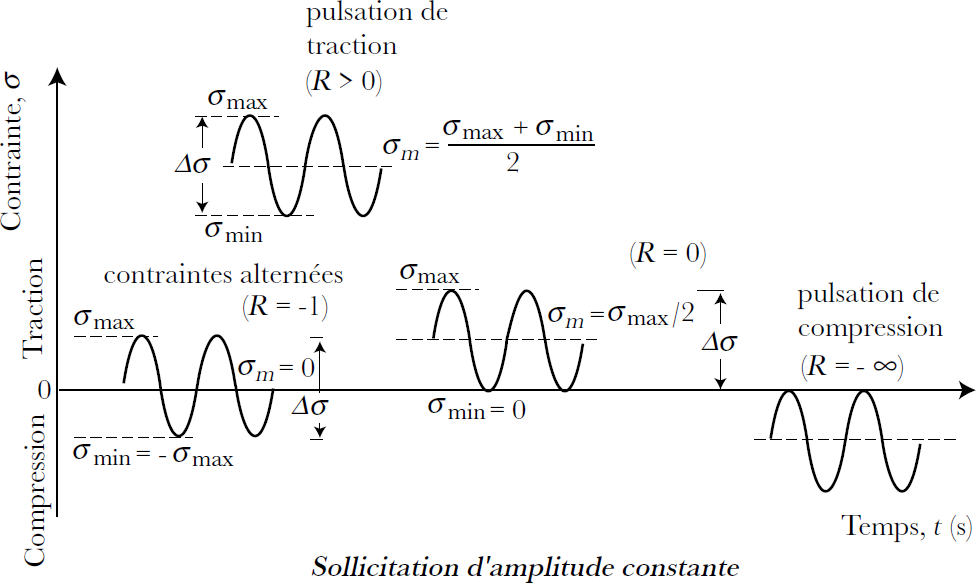 pulsation de
traction
(R > 0)
Contrainte, σ
σmax
Δσ
σm = (σmax + σmin)/2
σmin
Traction
contraintes alternées
(R = -1)
σmax
σm = 0
Δσ
σmin = - σmax
0
Compression
(R = 0)
σmax
σm = σmax/2
Δσ
σmin = 0
pulsation de
compression
(R = - ∞)
Temps, t (s)
Sollicitation d'amplitude constante